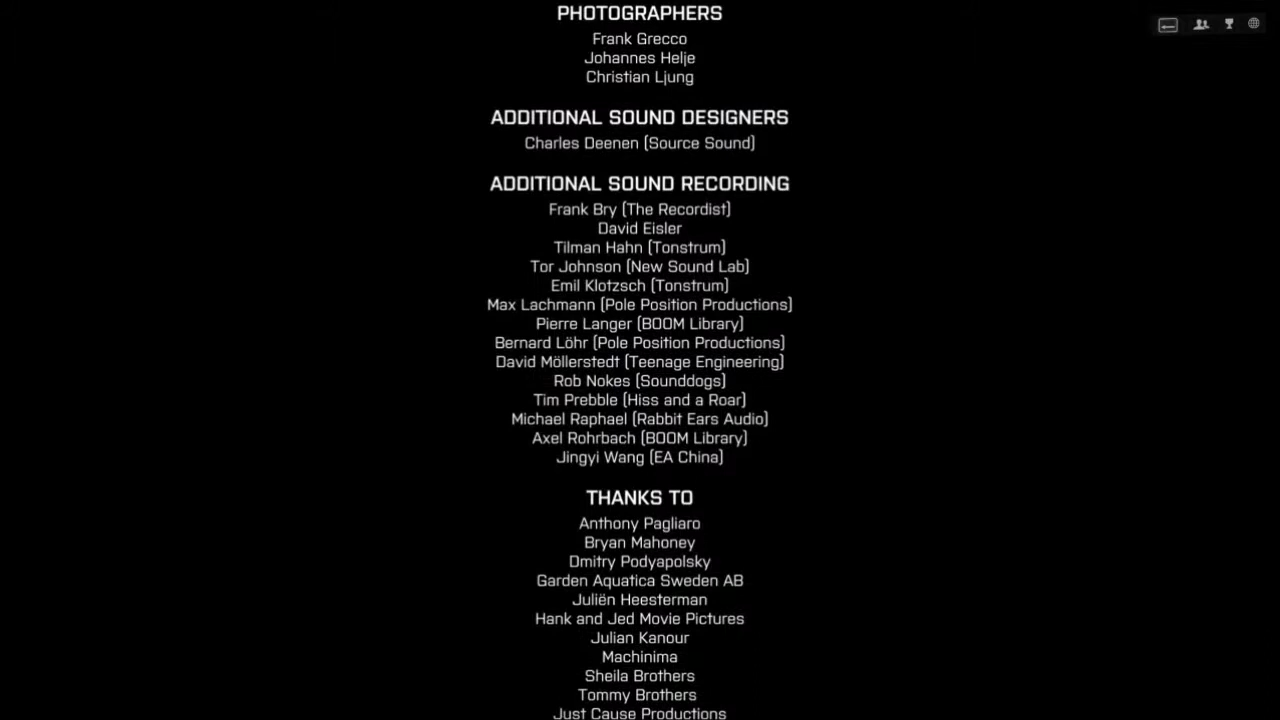 PHOTOGRAPHERS
Frank Grecco
Johannes Helje
Christian Ljung
ADDITIONAL SOUND DESIGNERS
Charles Deenen (Source Sound)
ADDITIONAL SOUND RECORDING
Frank Bry (The Recordist)
David Eisler
Tilman Hahn (Tonstrum)
Tor Johnson (New Sound Lab)
Emil Klotzsch (Tonstrum)
Max Lachmann (Pole Position Productions)
Pierre Langer (BOOM Library)
Bernard Löhr (Pole Position Productions)
David Möllerstedt (Teenage Engineering)
Rob Nokes (Sounddogs)
Tim Prebble (Hiss and a Roar)
Michael Raphael (Rabbit Ears Audio)
Axel Rohrbach (BOOM Library)
Jingyi Wang (EA China)
THANKS TO
Anthony Pagliaro
Bryan Mahoney
Dmitry Podyapolsky
Garden Aquatica Sweden AB
Juliën Heesterman
Hank and Jed Movie Pictures
Julian Kanour
Machinima
Sheila Brothers
Tommy Brothers
Just Cause Productions